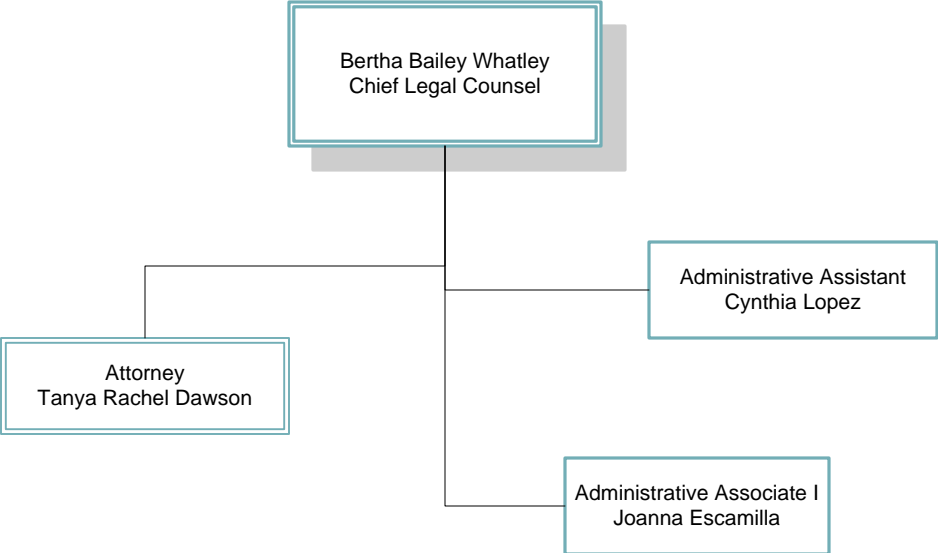 Bertha Bailey Whatley
Chief Legal Counsel
Administrative Assistant
Cynthia Lopez
Attorney
Tanya Rachel Dawson
Administrative Associate I
Joanna Escamilla